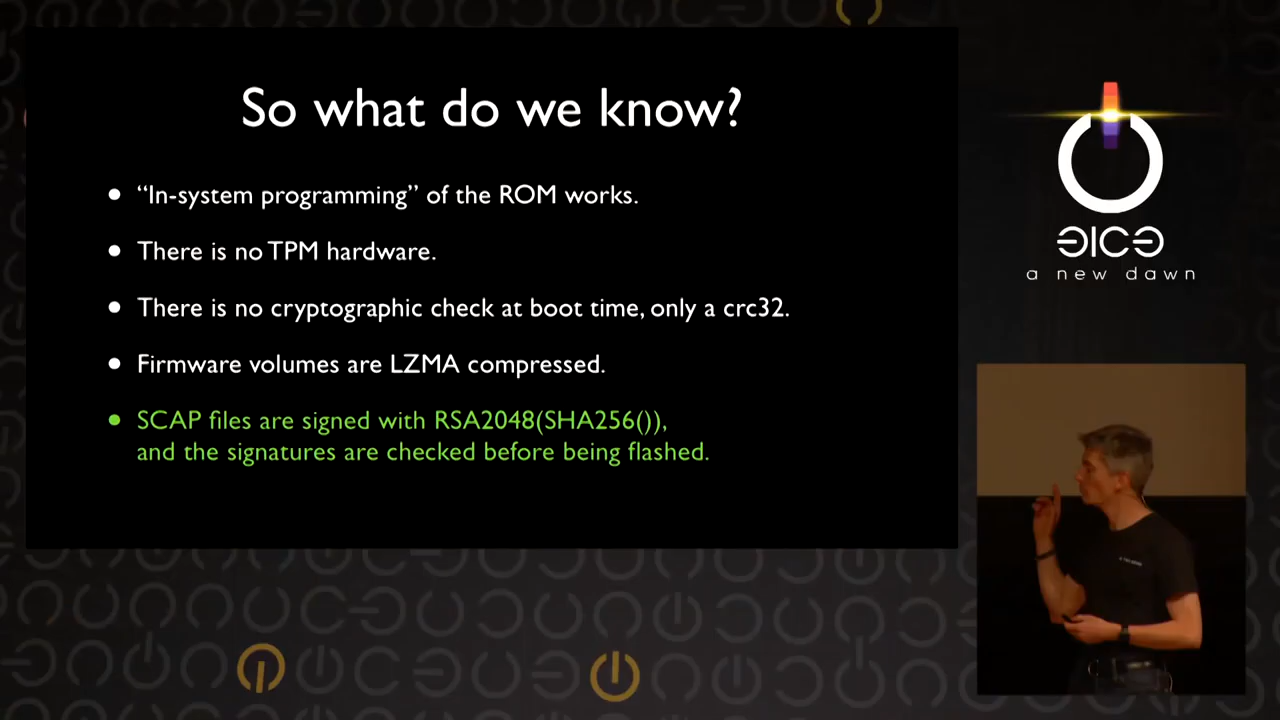 So what do we know?
• “In-system programming” of the ROM works.
• There is no TPM hardware.
• There is no cryptographic check at boot time, only a crc32.
• Firmware volumes are LZMA compressed.
• SCAP files are signed with RSA2048(SHA256()),
and the signatures are checked before being flashed.
a new dawn